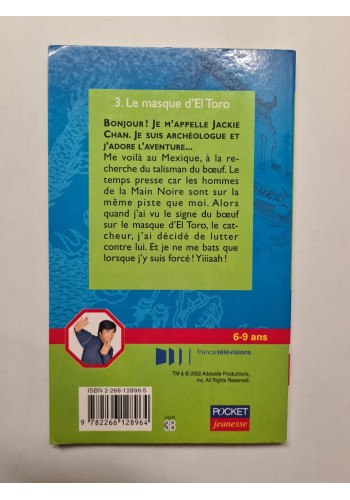 3. Le masque d'El Toro
BONJOUR ! JE M'APPELLE JACKIE
CHAN. JE SUIS ARCHÉOLOGUE ET
J'ADORE L'AVENTURE...
Me voilà au Mexique, à la re-
cherche du talisman du bœuf. Le
temps presse car les hommes
de la Main Noire sont sur la
même piste que moi. Alors
quand j'ai vu le signe du bœuf
sur le masque d'El Toro, le cat-
cheur, j'ai décidé de lutter
contre lui. Et je ne me bats que
lorsque j'y suis forcé ! Yiiiaah !
6-9 ans
francetélévisions
TM & © 2002 Adelaide Productions,
Inc. All Rights Reserved.
ISBN 2-266-12896-5
9 782266 128964
3B
POCKET
jeunesse